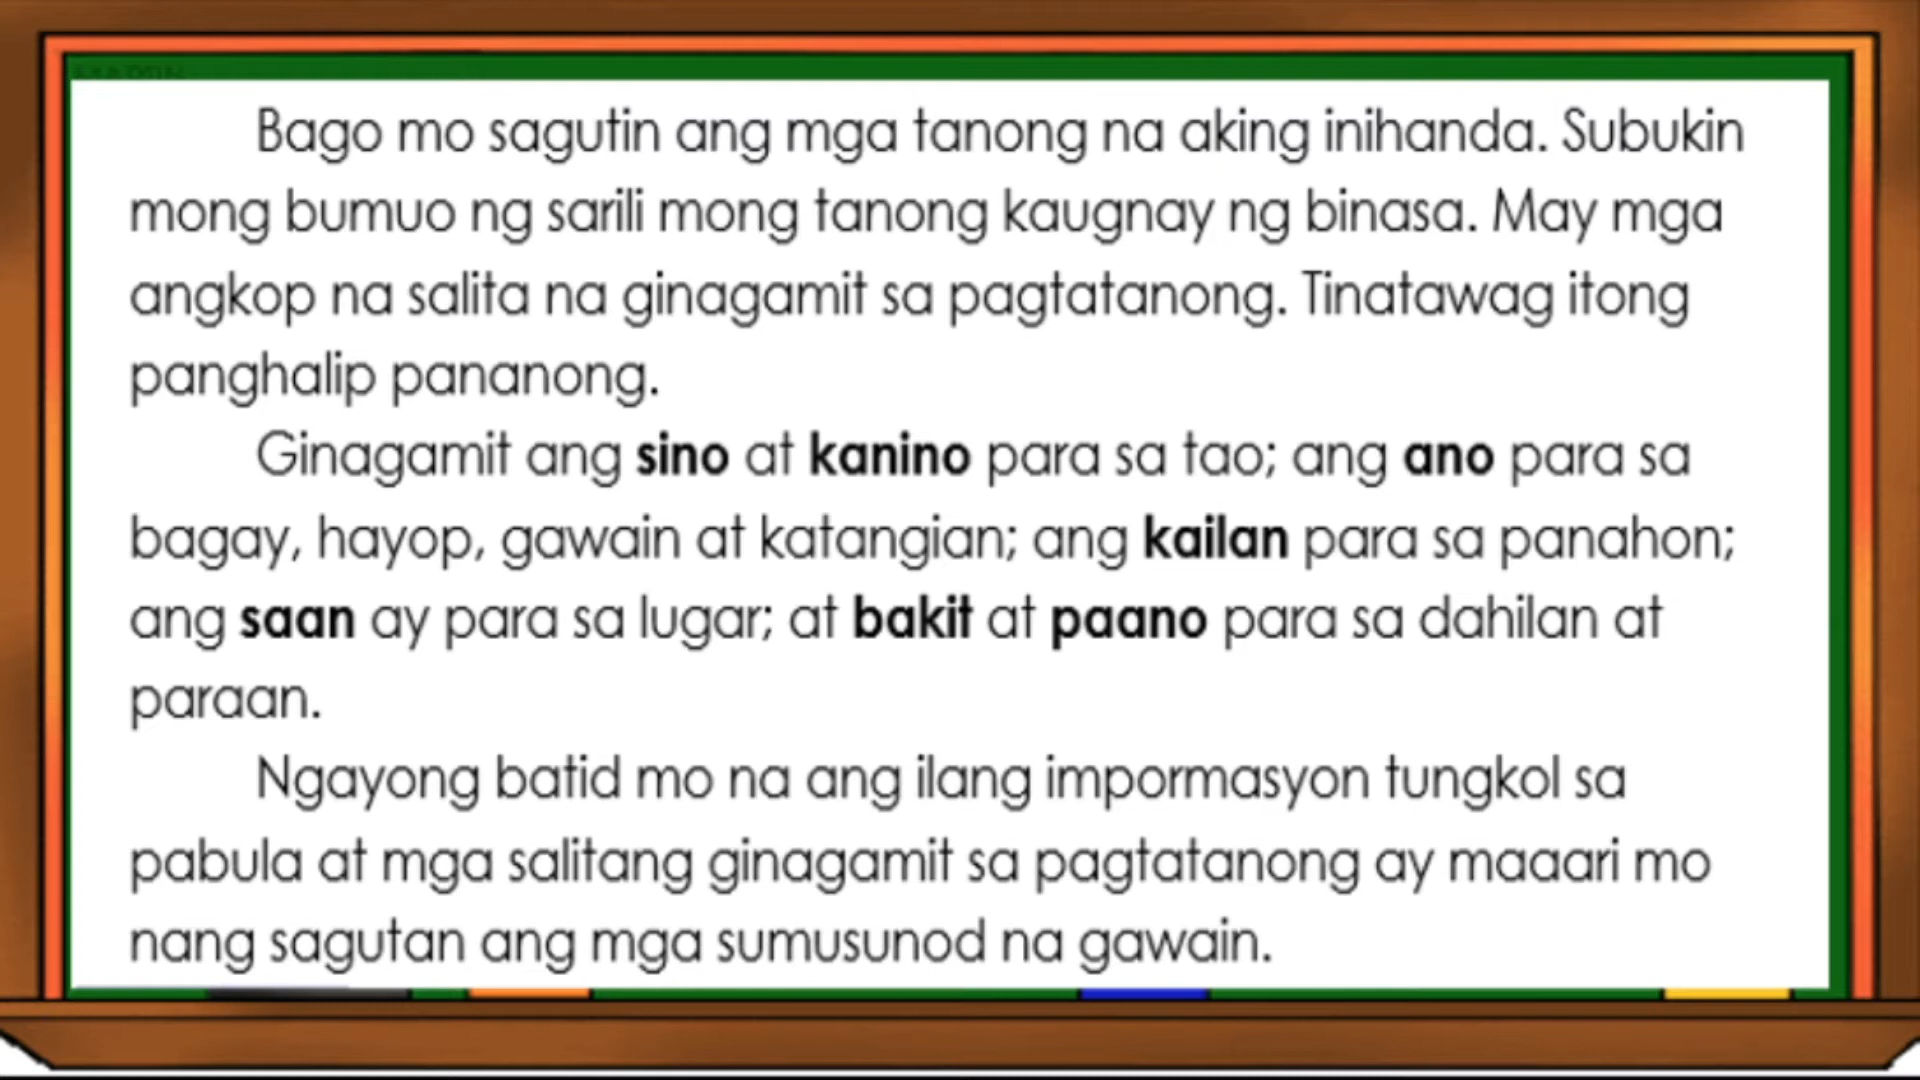 Bago mo sagutin ang mga tanong na aking inihanda. Subukin
mong bumuo ng sarili mong tanong kaugnay ng binasa. May mga
angkop na salita na ginagamit sa pagtatanong. Tinatawag itong
panghalip pananong.
Ginagamit ang sino at kanino para sa tao; ang ano para sa
bagay, hayop, gawain at katangian; ang kailan para sa panahon;
ang saan ay para sa lugar; at bakit at paano para sa dahilan at
paraan.
Ngayong batid mo na ang ilang impormasyon tungkol sa
pabula at mga salitang ginagamit sa pagtatanong ay maaari mo
nang sagutan ang mga sumusunod na gawain.